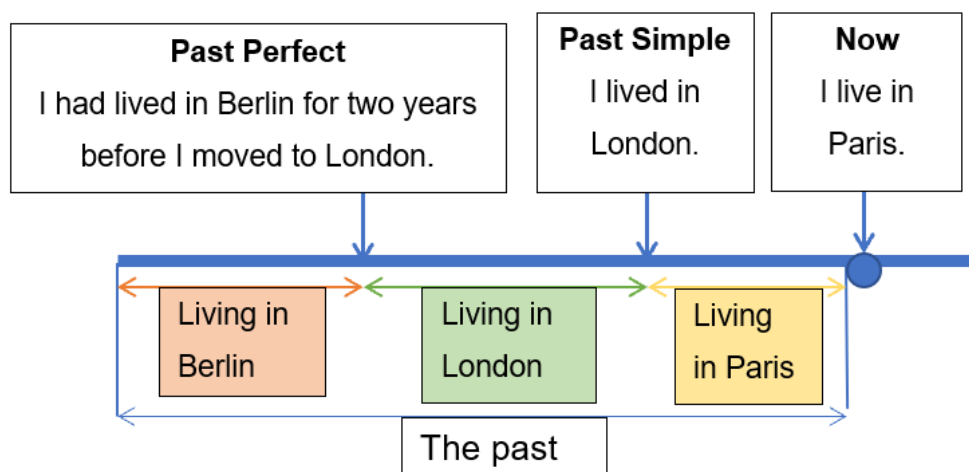 Past Perfect
I had lived in Berlin for two years
before I moved to London.
Past Simple
I lived in
London.
Now
I live in
Paris.
Living in
Berlin
Living in
London
Living
in Paris
The past